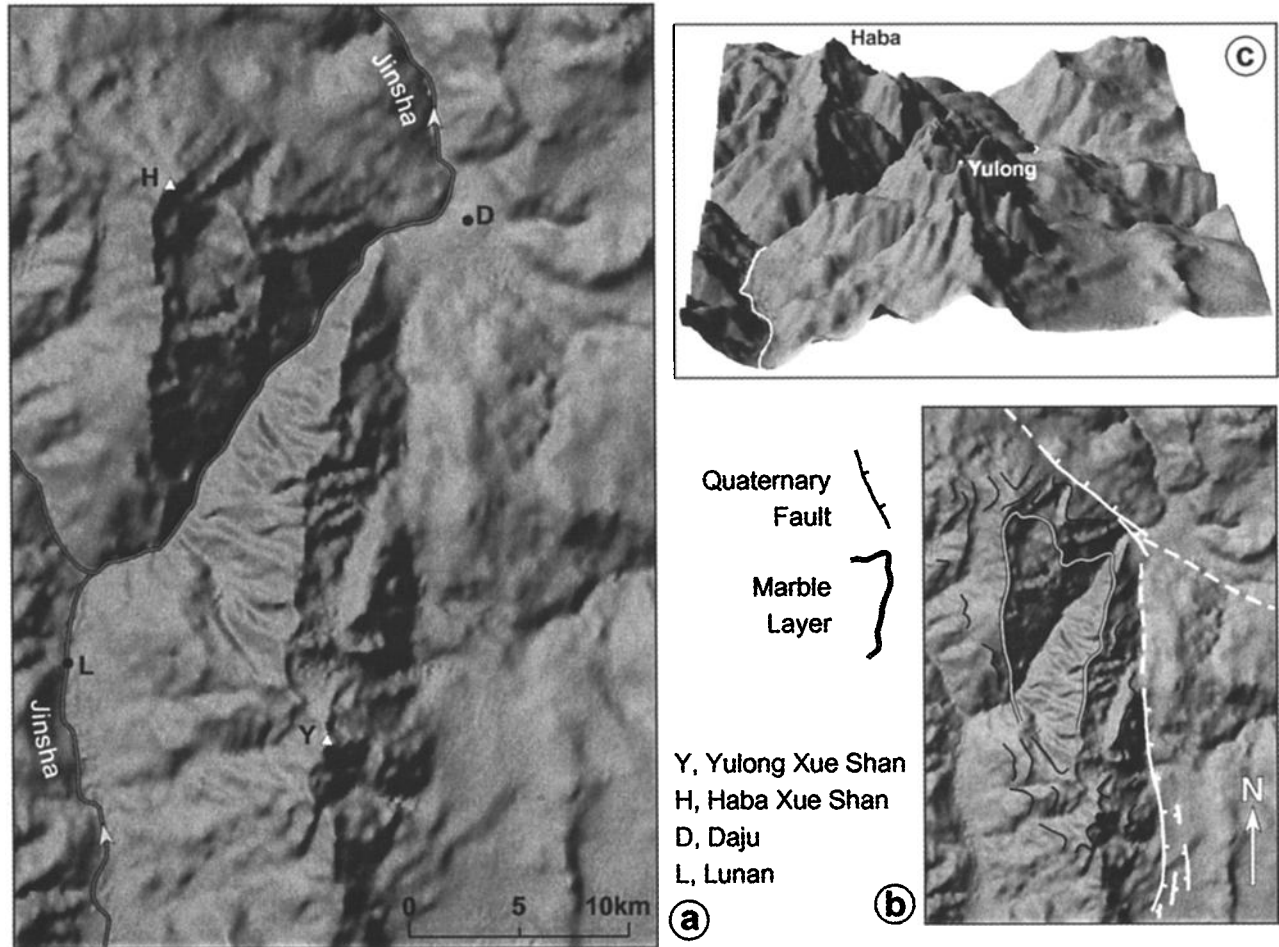 Jinsha
H
D
L
Jinsha
Y
0 5 10km
a
Haba
Yulong
c
Quaternary
Fault
Marble
Layer
Y, Yulong Xue Shan
H, Haba Xue Shan
D, Daju
L, Lunan
N
b